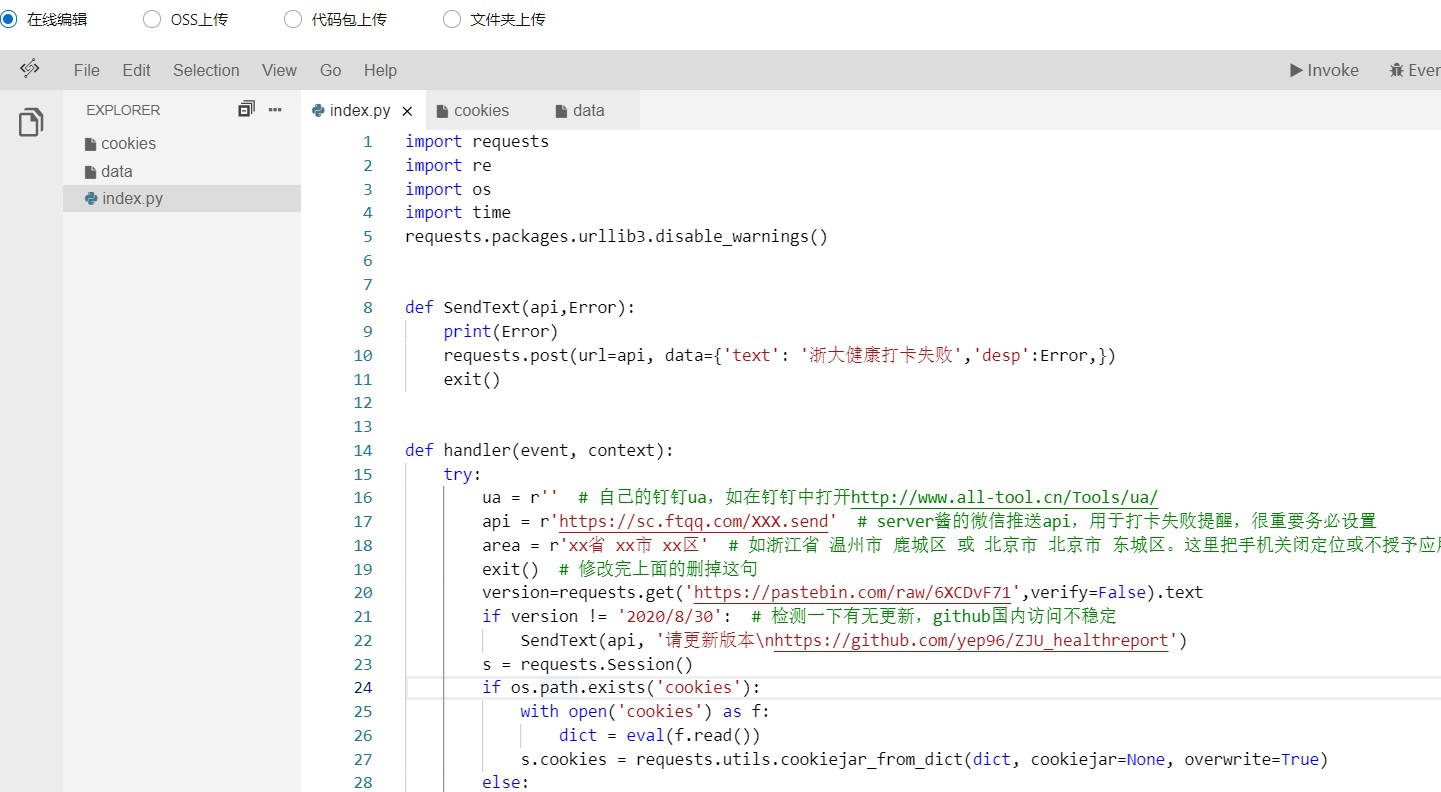 在线编辑 OSS上传 代码包上传 文件夹上传
File Edit Selection View Go Help Invoke Ever
EXPLORER index.py cookies data
cookies
data
index.py
1 import requests
2 import re
3 import os
4 import time
5 requests.packages.urllib3.disable_warnings()
6
7
8 def SendText(api,Error):
9     print(Error)
10     requests.post(url=api, data={'text': '浙大健康打卡失败','desp':Error,})
11     exit()
12
13
14 def handler(event, context):
15     try:
16         ua = r''  # 自己的钉钉ua，如在钉钉中打开http://www.all-tool.cn/Tools/ua/
17         api = r'https://sc.ftqq.com/XXX.send'  # server酱的微信推送api，用于打卡失败提醒，很重要务必设置
18         area = r'xx省 xx市 xx区'  # 如浙江省 温州市 鹿城区 或 北京市 北京市 东城区。这里把手机关闭定位或不授予应
19         exit()  # 修改完上面的删掉这句
20         version=requests.get('https://pastebin.com/raw/6XCDvF71',verify=False).text
21         if version != '2020/8/30':  # 检测一下有无更新，github国内访问不稳定
22             SendText(api, '请更新版本\nhttps://github.com/yep96/ZJU_healthreport')
23         s = requests.Session()
24         if os.path.exists('cookies'):
25             with open('cookies') as f:
26                 dict = eval(f.read())
27             s.cookies = requests.utils.cookiejar_from_dict(dict, cookiejar=None, overwrite=True)
28         else: